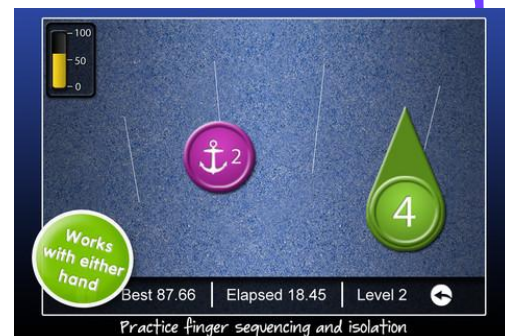 100
50
0
2
4
Works
with either
hand
Best 87.66 Elapsed 18.45 Level 2
Practice finger sequencing and isolation